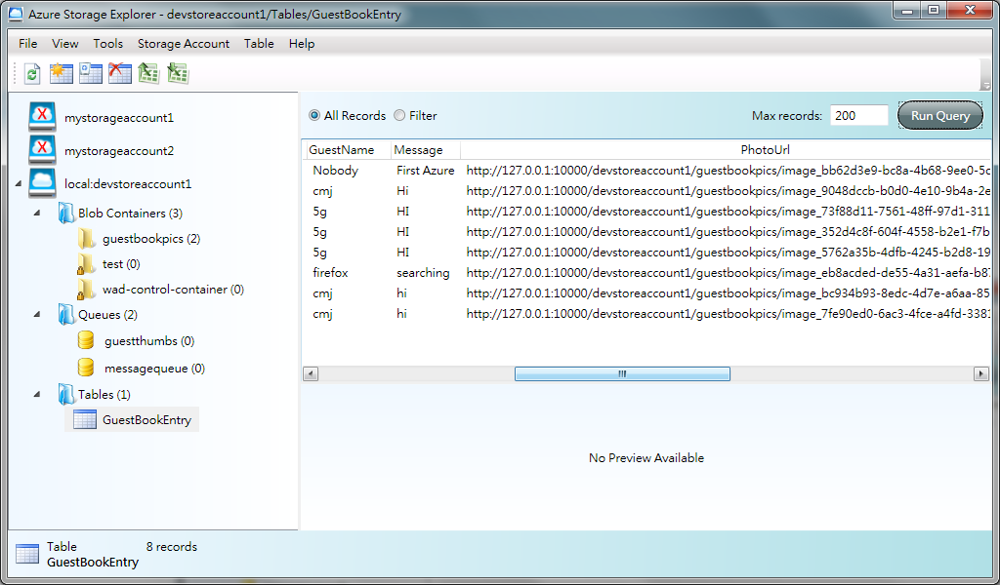 Azure Storage Explorer - devstoreaccount1/Tables/GuestBookEntry
File View Tools Storage Account Table Help
mystorageaccount1
mystorageaccount2
local:devstoreaccount1
Blob Containers (3)
guestbookpics (2)
test (0)
wad-control-container (0)
Queues (2)
guestthumbs (0)
messagequeue (0)
Tables (1)
GuestBookEntry
All Records Filter Max records: 200 Run Query
GuestName Message PhotoUrl
Nobody First Azure http://127.0.0.1:10000/devstoreaccount1/guestbookpics/image_bb62d3e9-bc8a-4b68-9ee0-5c
cmj Hi http://127.0.0.1:10000/devstoreaccount1/guestbookpics/image_9048dccb-b0d0-4e10-9b4a-2e
5g HI http://127.0.0.1:10000/devstoreaccount1/guestbookpics/image_73f88d11-7561-48ff-97d1-311
5g HI http://127.0.0.1:10000/devstoreaccount1/guestbookpics/image_352d4c8f-604f-4558-b2e1-f7b
5g HI http://127.0.0.1:10000/devstoreaccount1/guestbookpics/image_5762a35b-4dfb-4245-b2d8-19
firefox searching http://127.0.0.1:10000/devstoreaccount1/guestbookpics/image_eb8acded-de55-4a31-aefa-b87
cmj hi http://127.0.0.1:10000/devstoreaccount1/guestbookpics/image_bc934b93-8edc-4d7e-a6aa-85
cmj hi http://127.0.0.1:10000/devstoreaccount1/guestbookpics/image_7fe90ed0-6ac3-4fce-a4fd-3381
No Preview Available
Table 8 records
GuestBookEntry